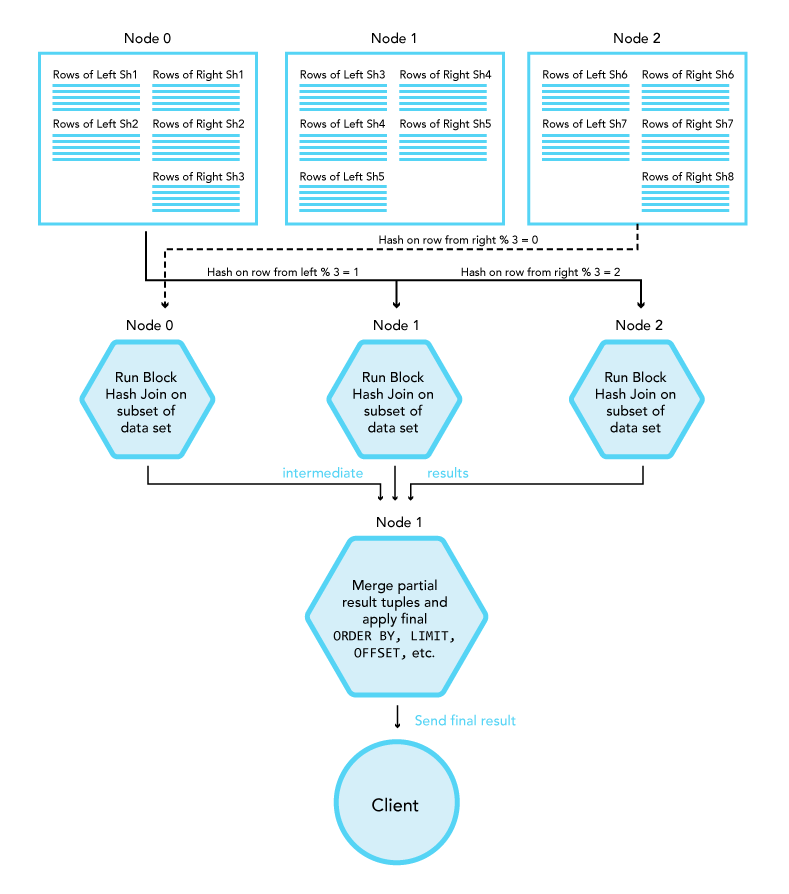 Node 0
Node 1
Node 2
Rows of Left Sh1
Rows of Right Sh1
Rows of Left Sh2
Rows of Right Sh2
Rows of Right Sh3
Rows of Left Sh3
Rows of Right Sh4
Rows of Left Sh4
Rows of Right Sh5
Rows of Left Sh5
Rows of Left Sh6
Rows of Right Sh6
Rows of Left Sh7
Rows of Right Sh7
Rows of Right Sh8
Hash on row from right % 3 = 0
Hash on row from left % 3 = 1
Hash on row from right % 3 = 2
Node 0
Node 1
Node 2
Run Block
Hash Join on
subset of
data set
Run Block
Hash Join on
subset of
data set
Run Block
Hash Join on
subset of
data set
intermediate
results
Node 1
Merge partial
result tuples and
apply final
ORDER BY, LIMIT,
OFFSET, etc.
Send final result
Client